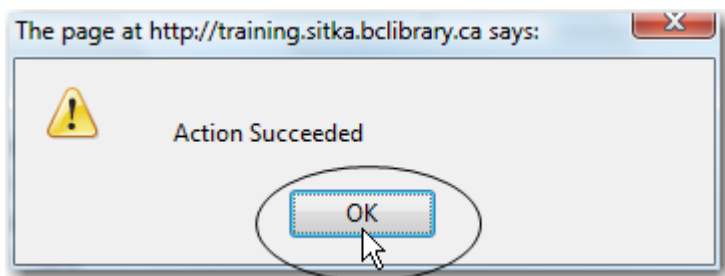 The page at http://training.sitka.bclibrary.ca says:
Action Succeeded
OK